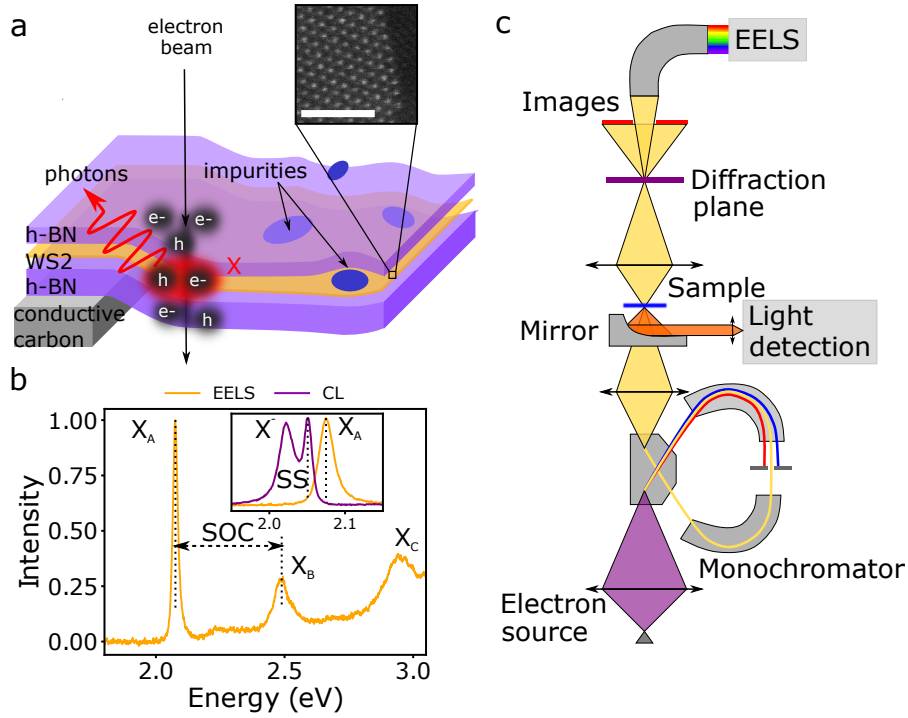 a
electron
beam
photons
impurities
e-
e-
h
h-BN
WS2
h-BN
X
h
e-
e-
h
conductive
carbon
b
EELS
CL
Intensity
1.00
0.75
0.50
0.25
0.00
X_A
SOC
X_B
X_C
X^-
SS
X_A
2.0
2.1
2.0
2.5
3.0
Energy (eV)
c
EELS
Images
Diffraction
plane
Sample
Mirror
Light
detection
Monochromator
Electron
source